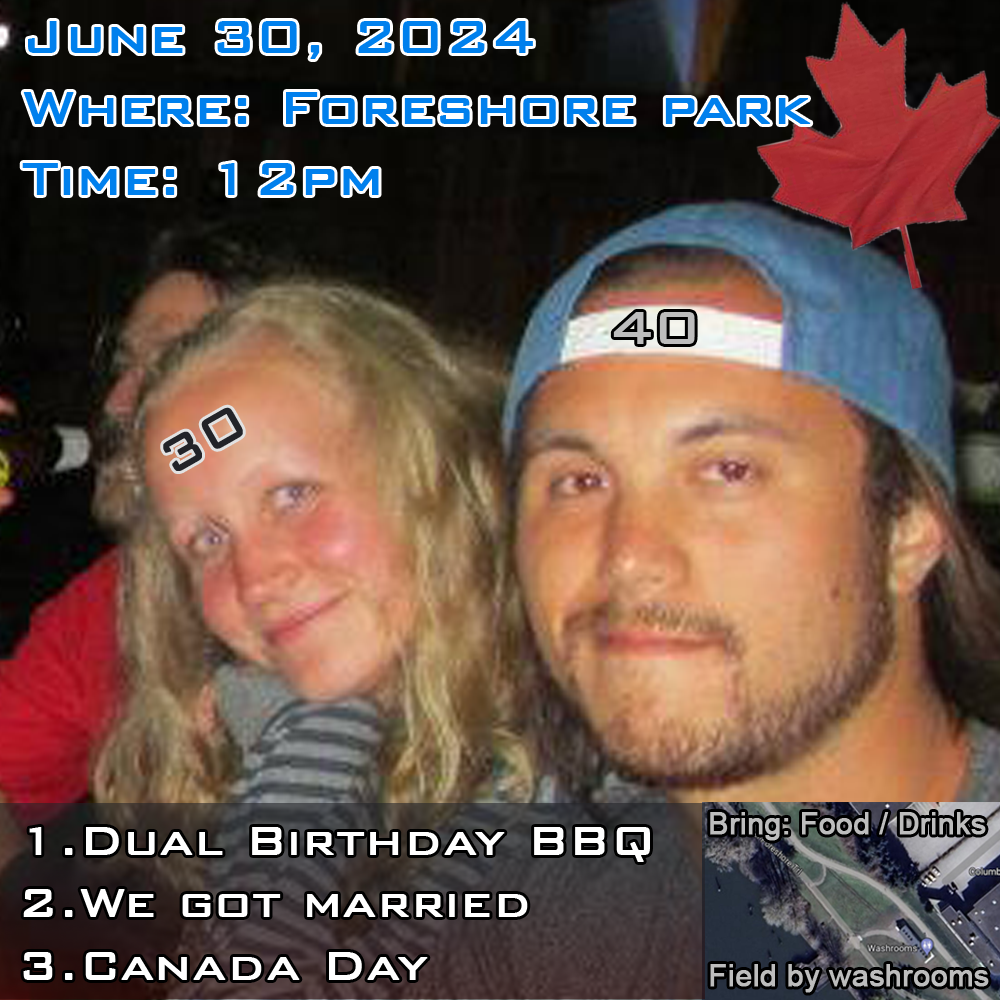 June 30, 2024
Where: Foreshore park
Time: 12pm
40
30
1.Dual Birthday BBQ
2.We got married
3.Canada Day
Bring: Food / Drinks
Washrooms
Field by washrooms